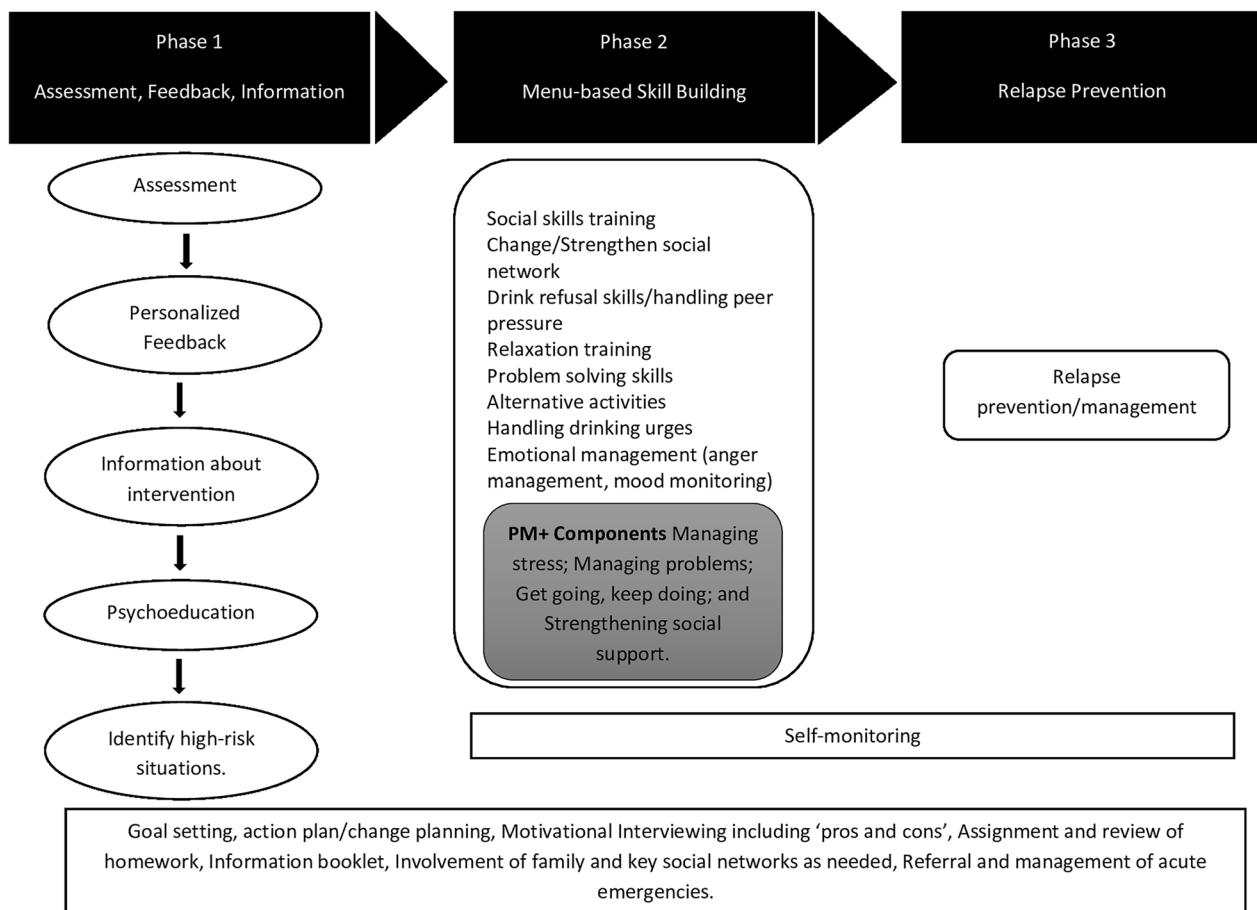 Phase 1
Assessment, Feedback, Information
Phase 2
Menu-based Skill Building
Phase 3
Relapse Prevention
Assessment
Personalized
Feedback
Information about
intervention
Psychoeducation
Identify high-risk
situations.
Social skills training
Change/Strengthen social
network
Drink refusal skills/handling peer
pressure
Relaxation training
Problem solving skills
Alternative activities
Handling drinking urges
Emotional management (anger
management, mood monitoring)
PM+ Components Managing
stress; Managing problems;
Get going, keep doing; and
Strengthening social
support.
Relapse
prevention/management
Self-monitoring
Goal setting, action plan/change planning, Motivational Interviewing including ‘pros and cons’, Assignment and review of
homework, Information booklet, Involvement of family and key social networks as needed, Referral and management of acute
emergencies.